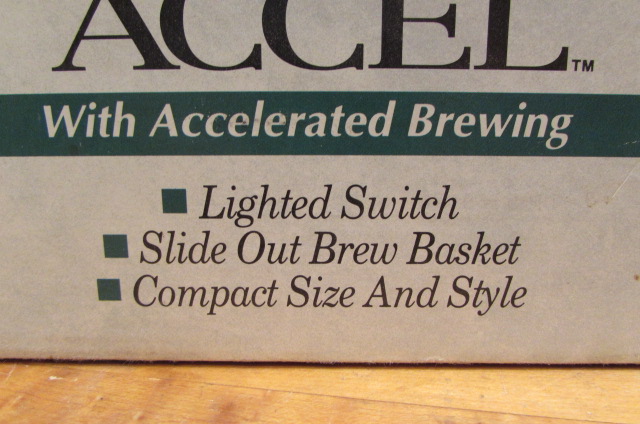 ACCEL™
With Accelerated Brewing
■ Lighted Switch
■ Slide Out Brew Basket
■ Compact Size And Style